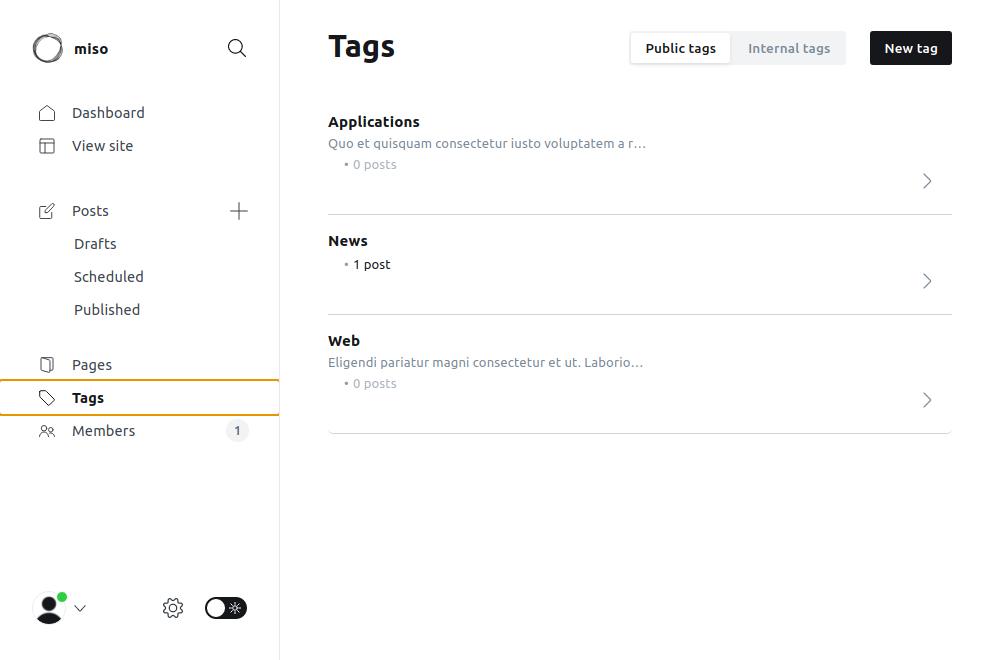 miso
Dashboard
View site
Posts
Drafts
Scheduled
Published
Pages
Tags
Members
1
Tags
Public tags
Internal tags
New tag
Applications
Quo et quisquam consectetur iusto voluptatem a r…
• 0 posts
News
• 1 post
Web
Eligendi pariatur magni consectetur et ut. Laborio…
• 0 posts